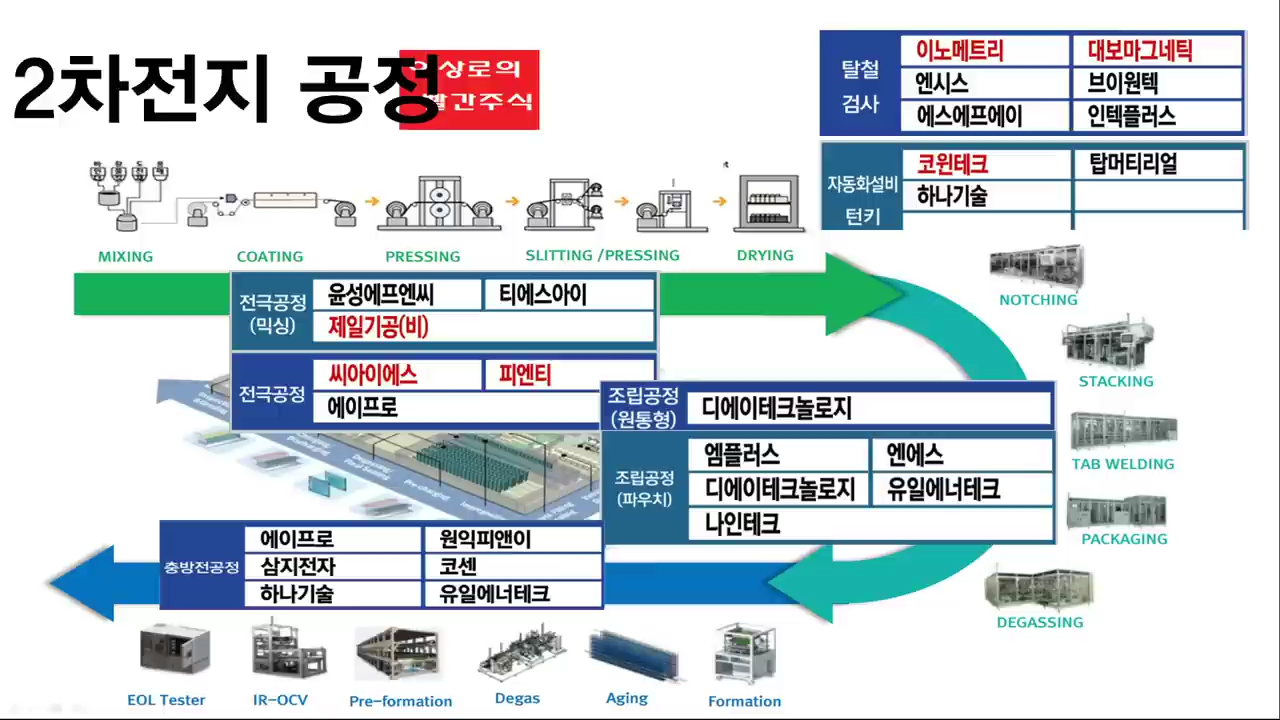 2차전지 공정
이상로의
빨간주식
탈철
검사
이노메트리
대보마그네틱
엔시스
브이원텍
에스에프에이
인텍플러스
자동화설비
턴키
코윈테크
탑머티리얼
하나기술
MIXING
COATING
PRESSING
SLITTING /PRESSING
DRYING
전극공정
(믹싱)
윤성에프엔씨
티에스아이
제일기공(비)
전극공정
씨아이에스
피엔티
에이프로
조립공정
(원통형)
디에이테크놀로지
조립공정
(파우치)
엠플러스
엔에스
디에이테크놀로지
유일에너테크
나인테크
NOTCHING
STACKING
TAB WELDING
PACKAGING
DEGASSING
충방전공정
에이프로
원익피앤이
삼지전자
코센
하나기술
유일에너테크
Pre-charging
EOL Tester
IR-OCV
Pre-formation
Degas
Aging
Formation